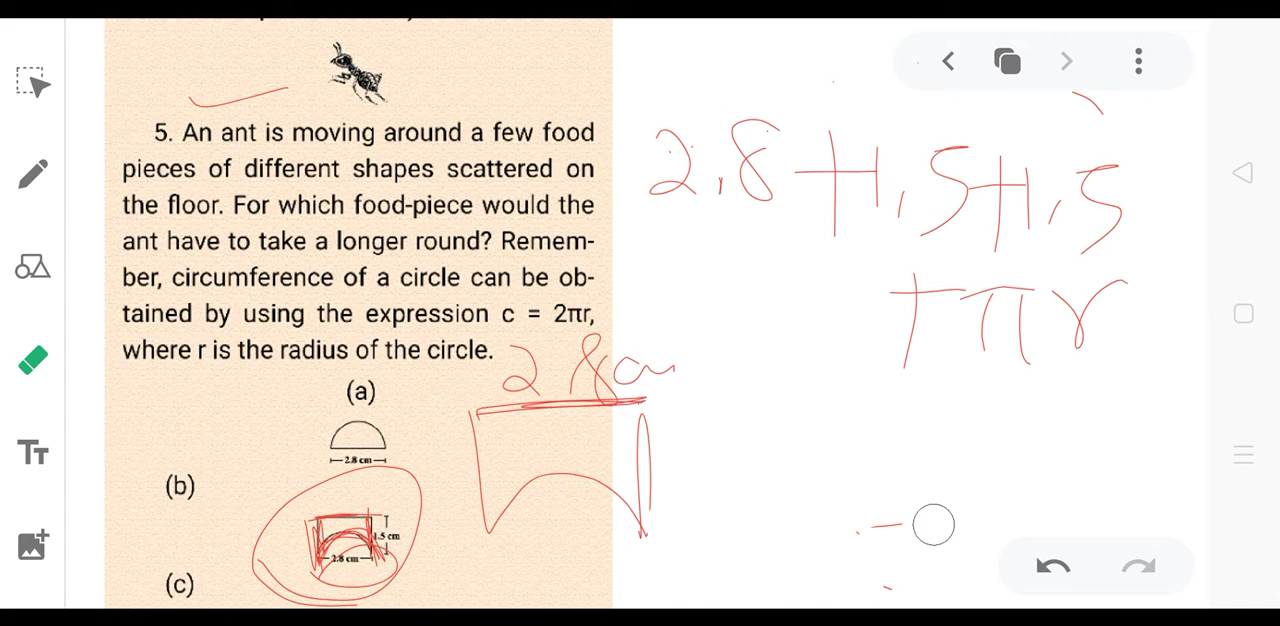 5. An ant is moving around a few food
pieces of different shapes scattered on
the floor. For which food-piece would the
ant have to take a longer round? Remem-
ber, circumference of a circle can be ob-
tained by using the expression c = 2πr,
where r is the radius of the circle.
(a)
2.8 cm
(b)
1.5 cm
2.8 cm
(c)
2 8cm
2.8+1.5+1.5
+πr
Tт